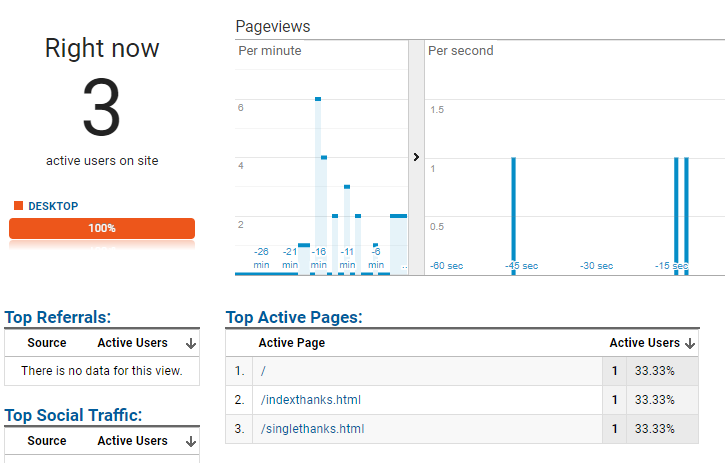 Right now
3
active users on site
DESKTOP
100%
Pageviews
Per minute
6
4
2
-26 min
-21 min
-16 min
-11 min
-6 min
...
Per second
1.5
1
0.5
-60 sec
-45 sec
-30 sec
-15 sec
Top Referrals:
Source Active Users
There is no data for this view.
Top Social Traffic:
Source Active Users
Top Active Pages:
Active Page Active Users
1. / 1 33.33%
2. /indexthanks.html 1 33.33%
3. /singlethanks.html 1 33.33%